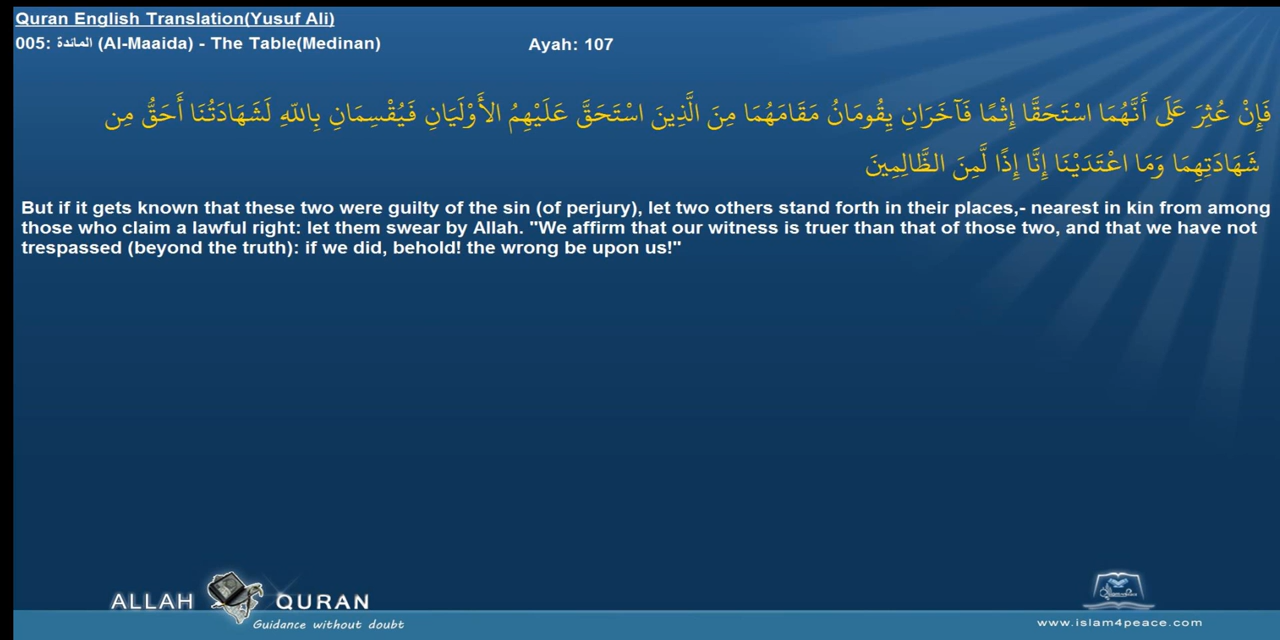 Quran English Translation(Yusuf Ali)
005: المائدة (Al-Maaida) - The Table(Medinan) Ayah: 107
فَإِنْ عُثِرَ عَلَى أَنَّهُمَا اسْتَحَقَّا إِثْمًا فَآخَرَانِ يِقُومَانُ مَقَامَهُمَا مِنَ الَّذِينَ اسْتَحَقَّ عَلَيْهِمُ الأَوْلَيَانِ فَيُقْسِمَانِ بِاللّهِ لَشَهَادَتُنَا أَحَقُّ مِن
شَهَادَتِهِمَا وَمَا اعْتَدَيْنَا إِنَّا إِذًا لَّمِنَ الظَّالِمِينَ
But if it gets known that these two were guilty of the sin (of perjury), let two others stand forth in their places,- nearest in kin from among
those who claim a lawful right: let them swear by Allah. "We affirm that our witness is truer than that of those two, and that we have not
trespassed (beyond the truth): if we did, behold! the wrong be upon us!"
ALLAH QURAN
Guidance without doubt
www.islam4peace.com